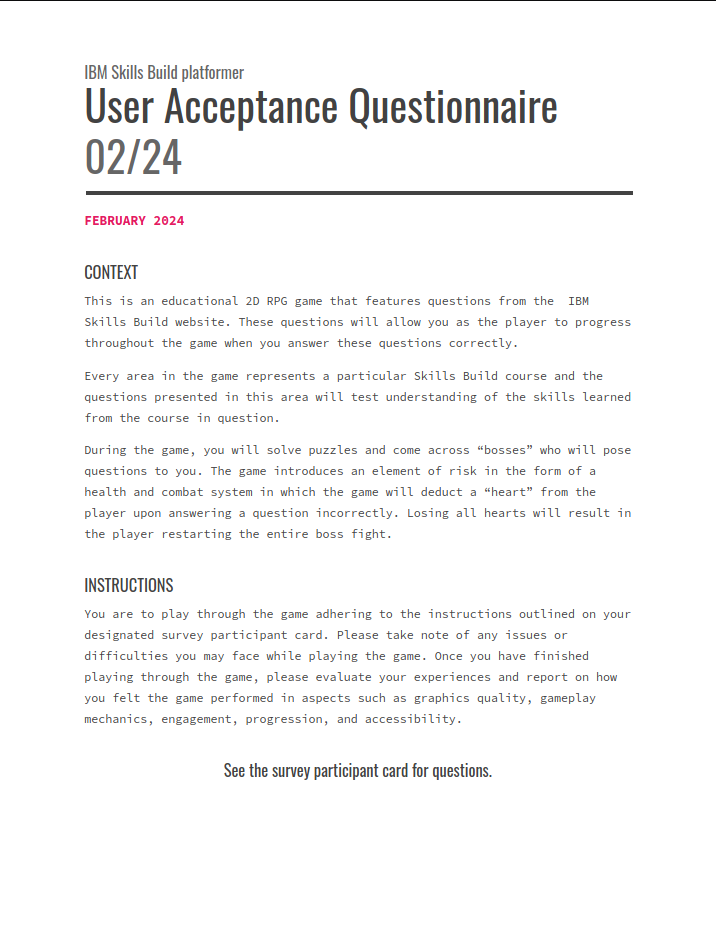 IBM Skills Build platformer
User Acceptance Questionnaire
02/24
FEBRUARY 2024
CONTEXT
This is an educational 2D RPG game that features questions from the  IBM
Skills Build website. These questions will allow you as the player to progress
throughout the game when you answer these questions correctly.
Every area in the game represents a particular Skills Build course and the
questions presented in this area will test understanding of the skills learned
from the course in question.
During the game, you will solve puzzles and come across “bosses” who will pose
questions to you. The game introduces an element of risk in the form of a
health and combat system in which the game will deduct a “heart” from the
player upon answering a question incorrectly. Losing all hearts will result in
the player restarting the entire boss fight.
INSTRUCTIONS
You are to play through the game adhering to the instructions outlined on your
designated survey participant card. Please take note of any issues or
difficulties you may face while playing the game. Once you have finished
playing through the game, please evaluate your experiences and report on how
you felt the game performed in aspects such as graphics quality, gameplay
mechanics, engagement, progression, and accessibility.
See the survey participant card for questions.